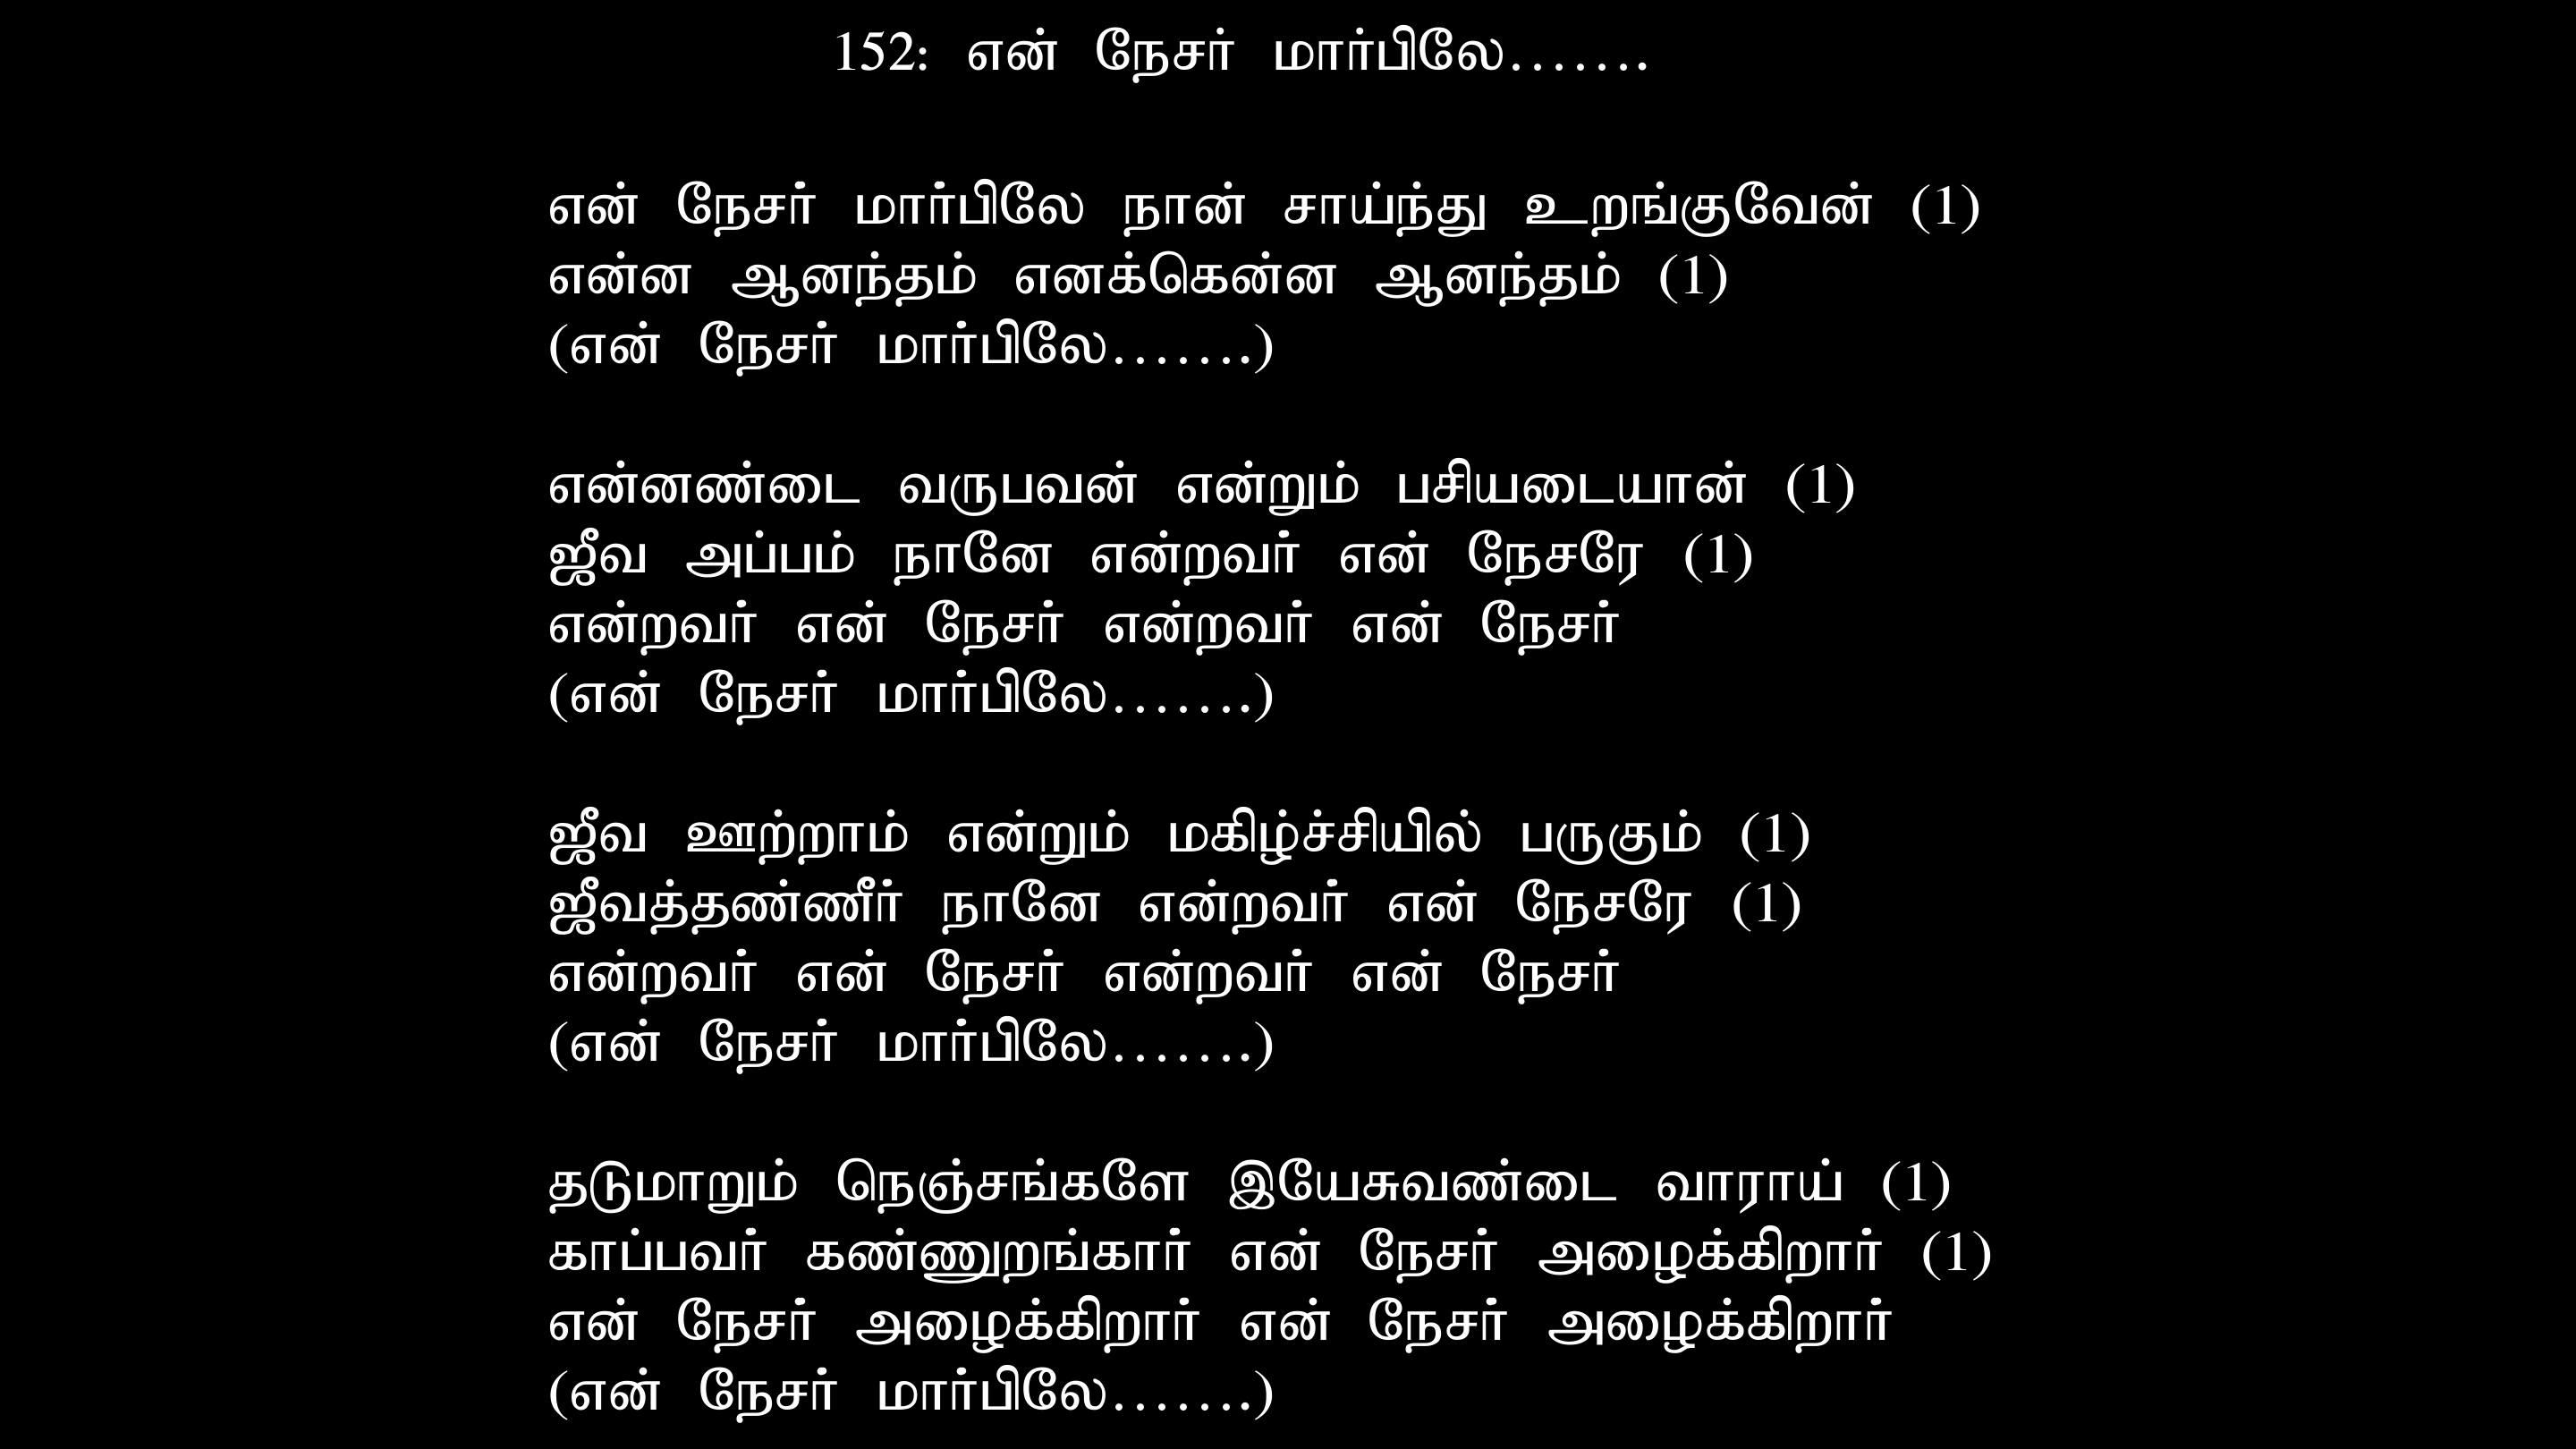 152: என் நேசர் மார்பிலே.......
என் நேசர் மார்பிலே நான் சாய்ந்து உறங்குவேன் (1)
என்ன ஆனந்தம் எனக்கென்ன ஆனந்தம் (1)
(என் நேசர் மார்பிலே.......)
என்னண்டை வருபவன் என்றும் பசியடையான் (1)
ஜீவ அப்பம் நானே என்றவர் என் நேசரே (1)
என்றவர் என் நேசர் என்றவர் என் நேசர்
(என் நேசர் மார்பிலே.......)
ஜீவ ஊற்றாம் என்றும் மகிழ்ச்சியில் பருகும் (1)
ஜீவத்தண்ணீர் நானே என்றவர் என் நேசரே (1)
என்றவர் என் நேசர் என்றவர் என் நேசர்
(என் நேசர் மார்பிலே.......)
தடுமாறும் நெஞ்சங்களே இயேசுவண்டை வாராய் (1)
காப்பவர் கண்ணுறங்கார் என் நேசர் அழைக்கிறார் (1)
என் நேசர் அழைக்கிறார் என் நேசர் அழைக்கிறார்
(என் நேசர் மார்பிலே.......)